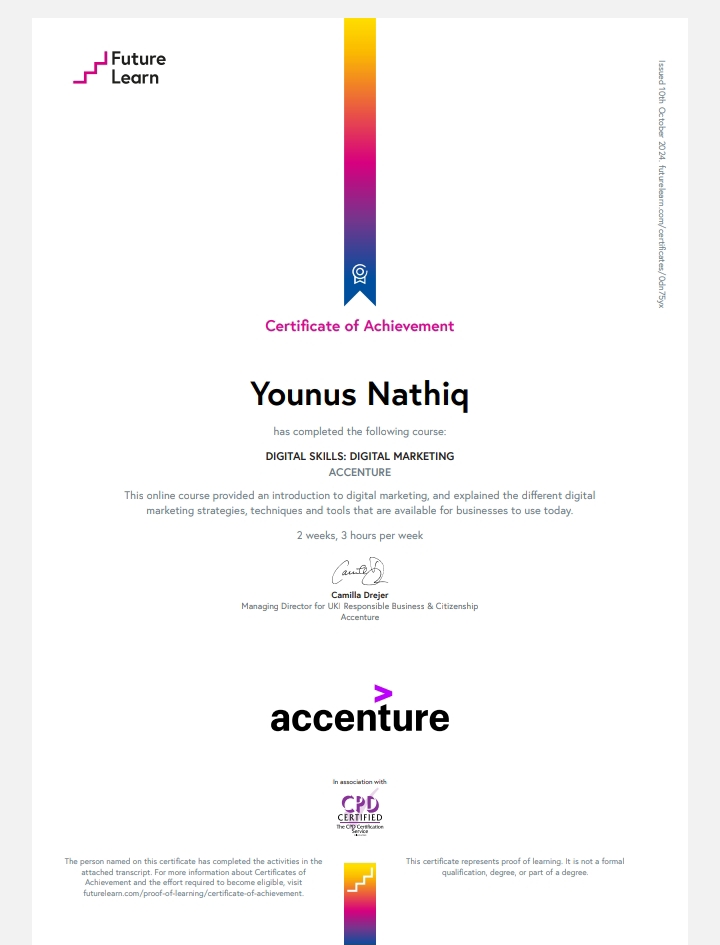 Future
Learn
Issued 10th October 2024. futurelearn.com/certificates/0dn75yx
Certificate of Achievement
Younus Nathiq
has completed the following course:
DIGITAL SKILLS: DIGITAL MARKETING
ACCENTURE
This online course provided an introduction to digital marketing, and explained the different digital
marketing strategies, techniques and tools that are available for businesses to use today.
2 weeks, 3 hours per week
Camilla Drejer
Managing Director for UKI Responsible Business & Citizenship
Accenture
accenture
In association with
CPD
CERTIFIED
The CPD Certification
Service
The person named on this certificate has completed the activities in the
attached transcript. For more information about Certificates of
Achievement and the effort required to become eligible, visit
futurelearn.com/proof-of-learning/certificate-of-achievement.
This certificate represents proof of learning. It is not a formal
qualification, degree, or part of a degree.